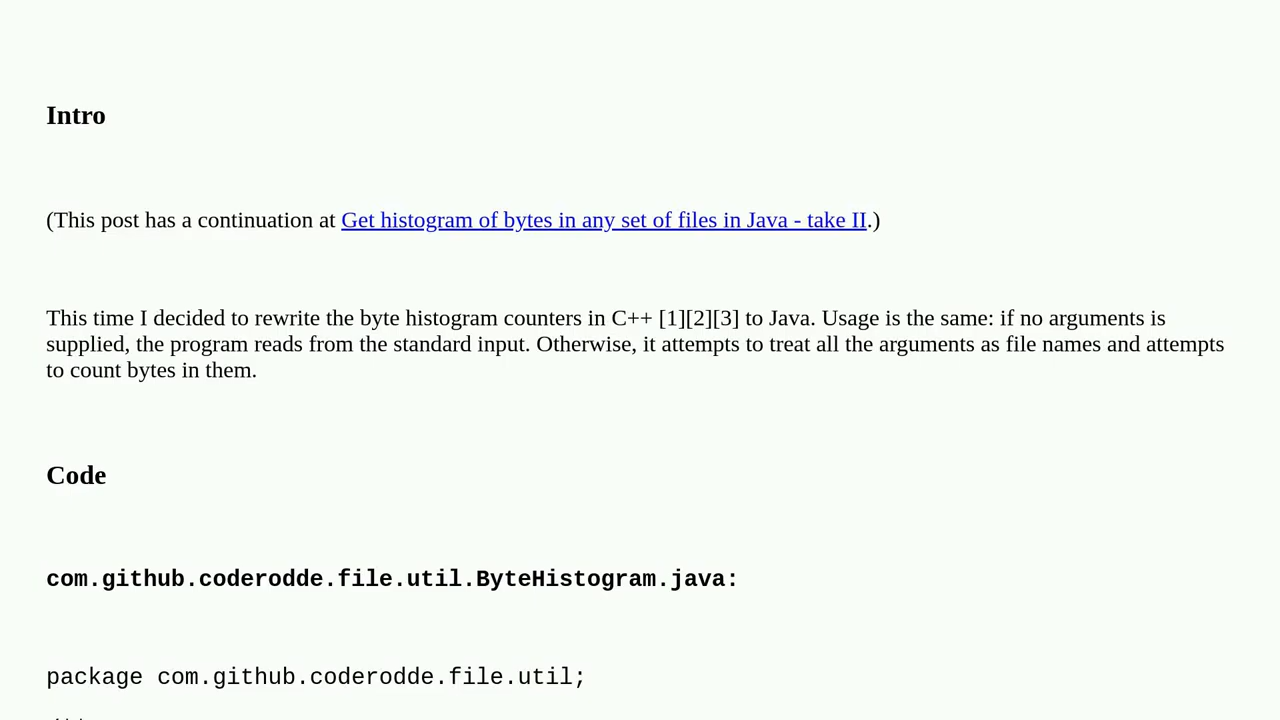 Intro
(This post has a continuation at Get histogram of bytes in any set of files in Java - take II.)
This time I decided to rewrite the byte histogram counters in C++ [1][2][3] to Java. Usage is the same: if no arguments is
supplied, the program reads from the standard input. Otherwise, it attempts to treat all the arguments as file names and attempts
to count bytes in them.
Code
com.github.coderodde.file.util.ByteHistogram.java:
package com.github.coderodde.file.util;